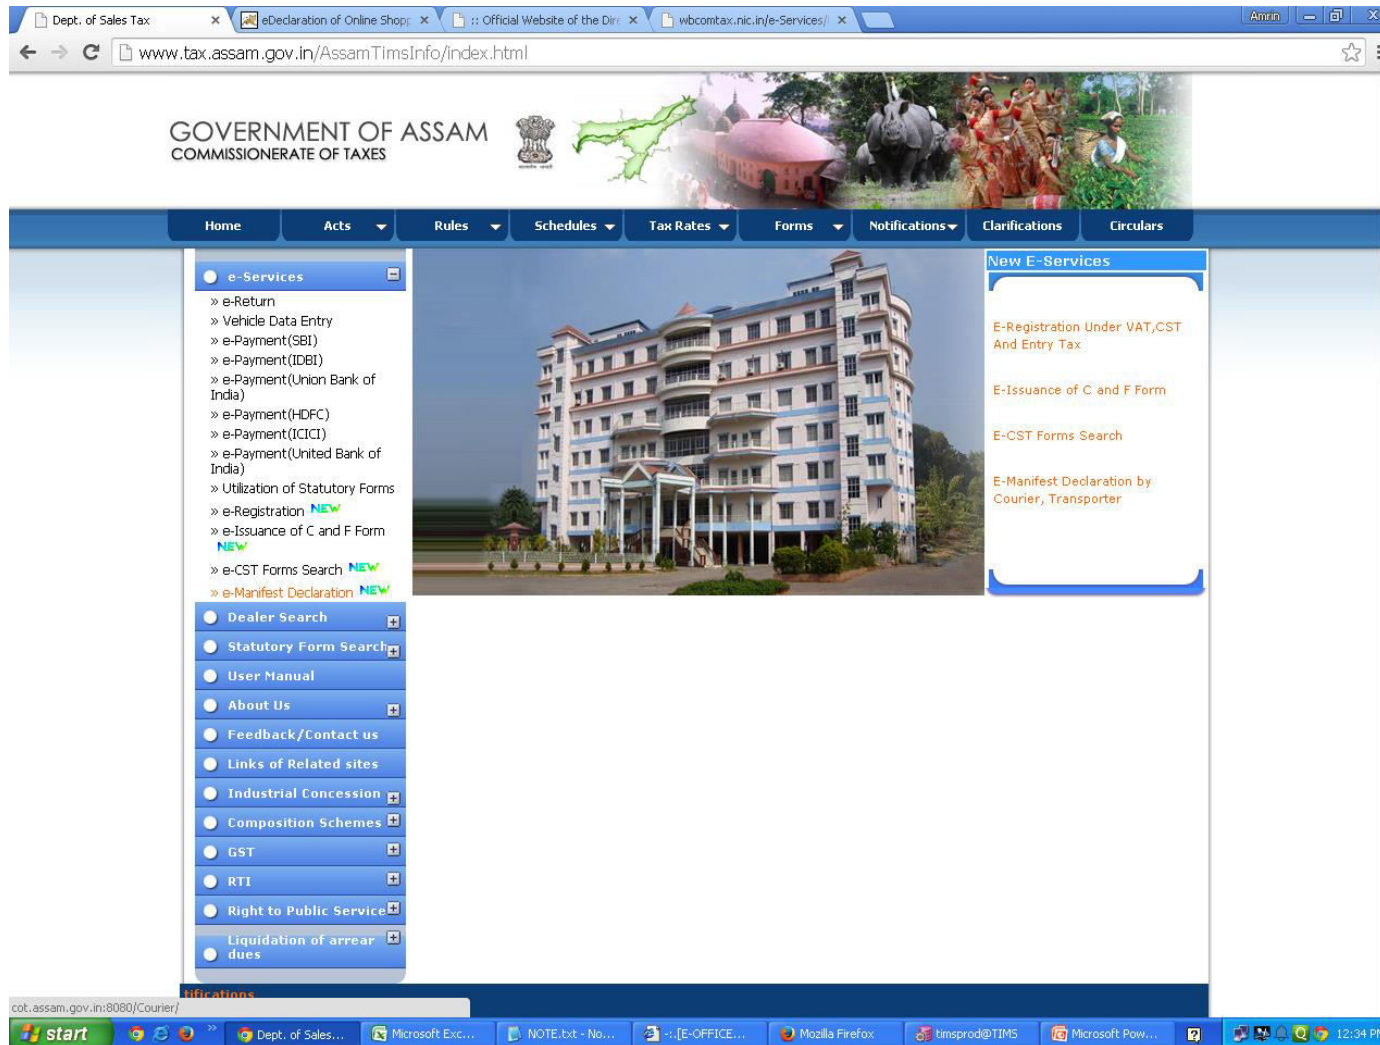 Dept. of Sales Tax
eDeclaration of Online Shopp
:: Official Website of the Dire
wbcomtax.nic.in/e-Services/
Amrin
www.tax.assam.gov.in/AssamTimsInfo/index.html
GOVERNMENT OF ASSAM
COMMISSIONERATE OF TAXES
Home
Acts
Rules
Schedules
Tax Rates
Forms
Notifications
Clarifications
Circulars
e-Services
» e-Return
» Vehicle Data Entry
» e-Payment(SBI)
» e-Payment(IDBI)
» e-Payment(Union Bank of
India)
» e-Payment(HDFC)
» e-Payment(ICICI)
» e-Payment(United Bank of
India)
» Utilization of Statutory Forms
» e-Registration NEW
» e-Issuance of C and F Form
NEW
» e-CST Forms Search NEW
» e-Manifest Declaration NEW
Dealer Search
Statutory Form Search
User Manual
About Us
Feedback/Contact us
Links of Related sites
Industrial Concession
Composition Schemes
GST
RTI
Right to Public Service
Liquidation of arrear
dues
New E-Services
E-Registration Under VAT,CST
And Entry Tax
E-Issuance of C and F Form
E-CST Forms Search
E-Manifest Declaration by
Courier, Transporter
tifications
cot.assam.gov.in:8080/Courier/
start
Dept. of Sales...
Microsoft Exc...
NOTE.txt - No...
-:.[E-OFFICE...
Mozilla Firefox
timsprod@TIMS
Microsoft Pow...
12:34 PM